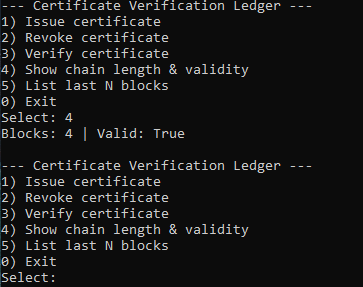 --- Certificate Verification Ledger ---
1) Issue certificate
2) Revoke certificate
3) Verify certificate
4) Show chain length & validity
5) List last N blocks
0) Exit
Select: 4
Blocks: 4 | Valid: True
--- Certificate Verification Ledger ---
1) Issue certificate
2) Revoke certificate
3) Verify certificate
4) Show chain length & validity
5) List last N blocks
0) Exit
Select: